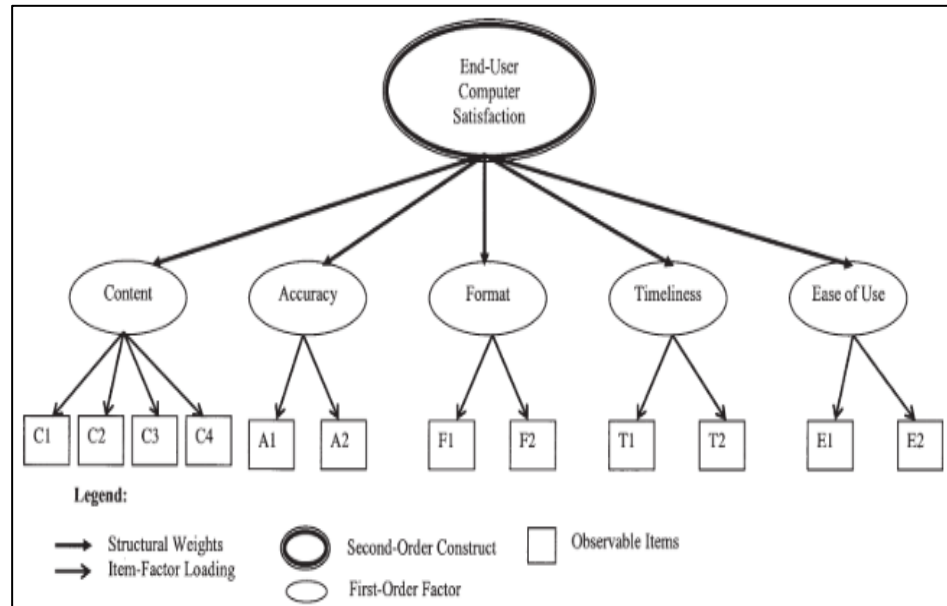 End-User
Computer
Satisfaction
Content
Accuracy
Format
Timeliness
Ease of Use
C1
C2
C3
C4
A1
A2
F1
F2
T1
T2
E1
E2
Legend:
Structural Weights
Item-Factor Loading
Second-Order Construct
First-Order Factor
Observable Items